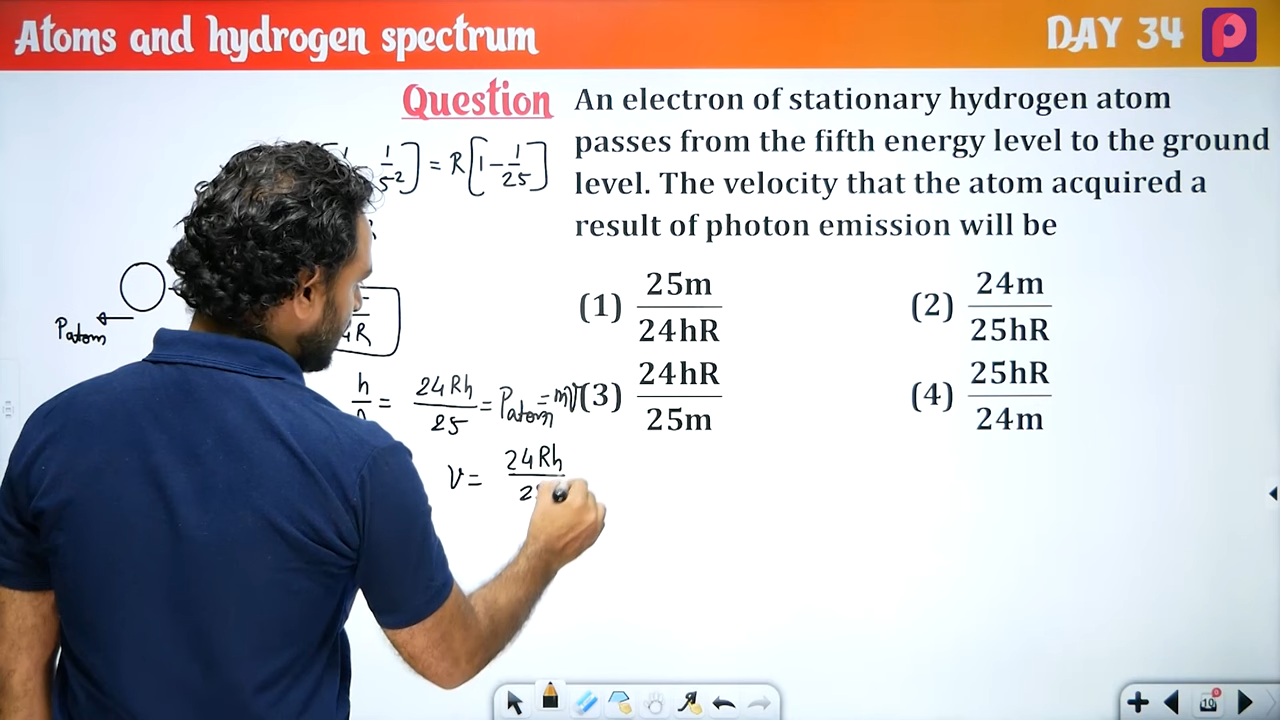 Atoms and hydrogen spectrum
DAY 34
Question
An electron of stationary hydrogen atom
passes from the fifth energy level to the ground
level. The velocity that the atom acquired a
result of photon emission will be
(1) 25m/24hR
(2) 24m/25hR
(3) 24hR/25m
(4) 25hR/24m
1/5² ] = R[1 - 1/25]
Patom
24Rh/25 = Patom = mv
v = 24Rh
10